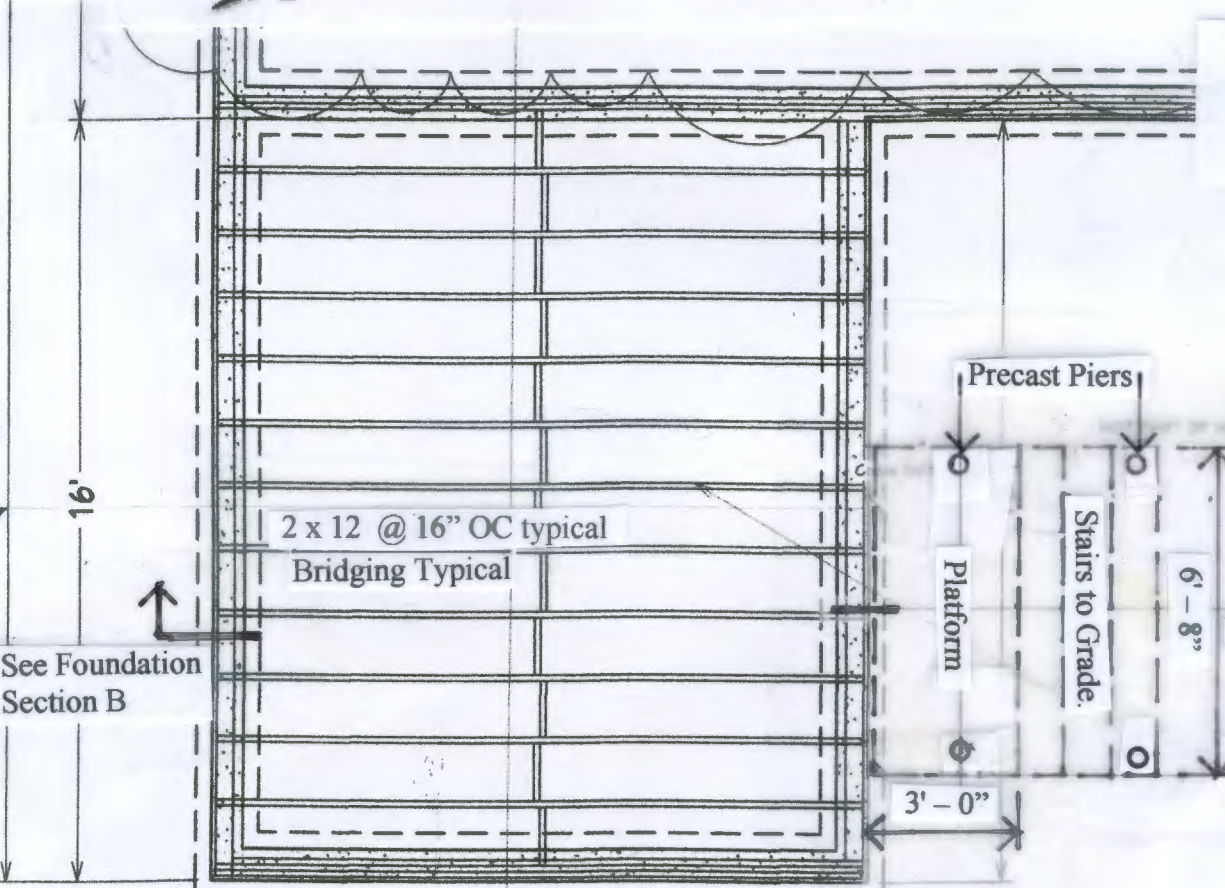 Precast Piers
16'
2 x 12 @ 16” OC typical
Bridging Typical
Platform
Stairs to Grade.
6' – 8”
See Foundation
Section B
3' – 0”